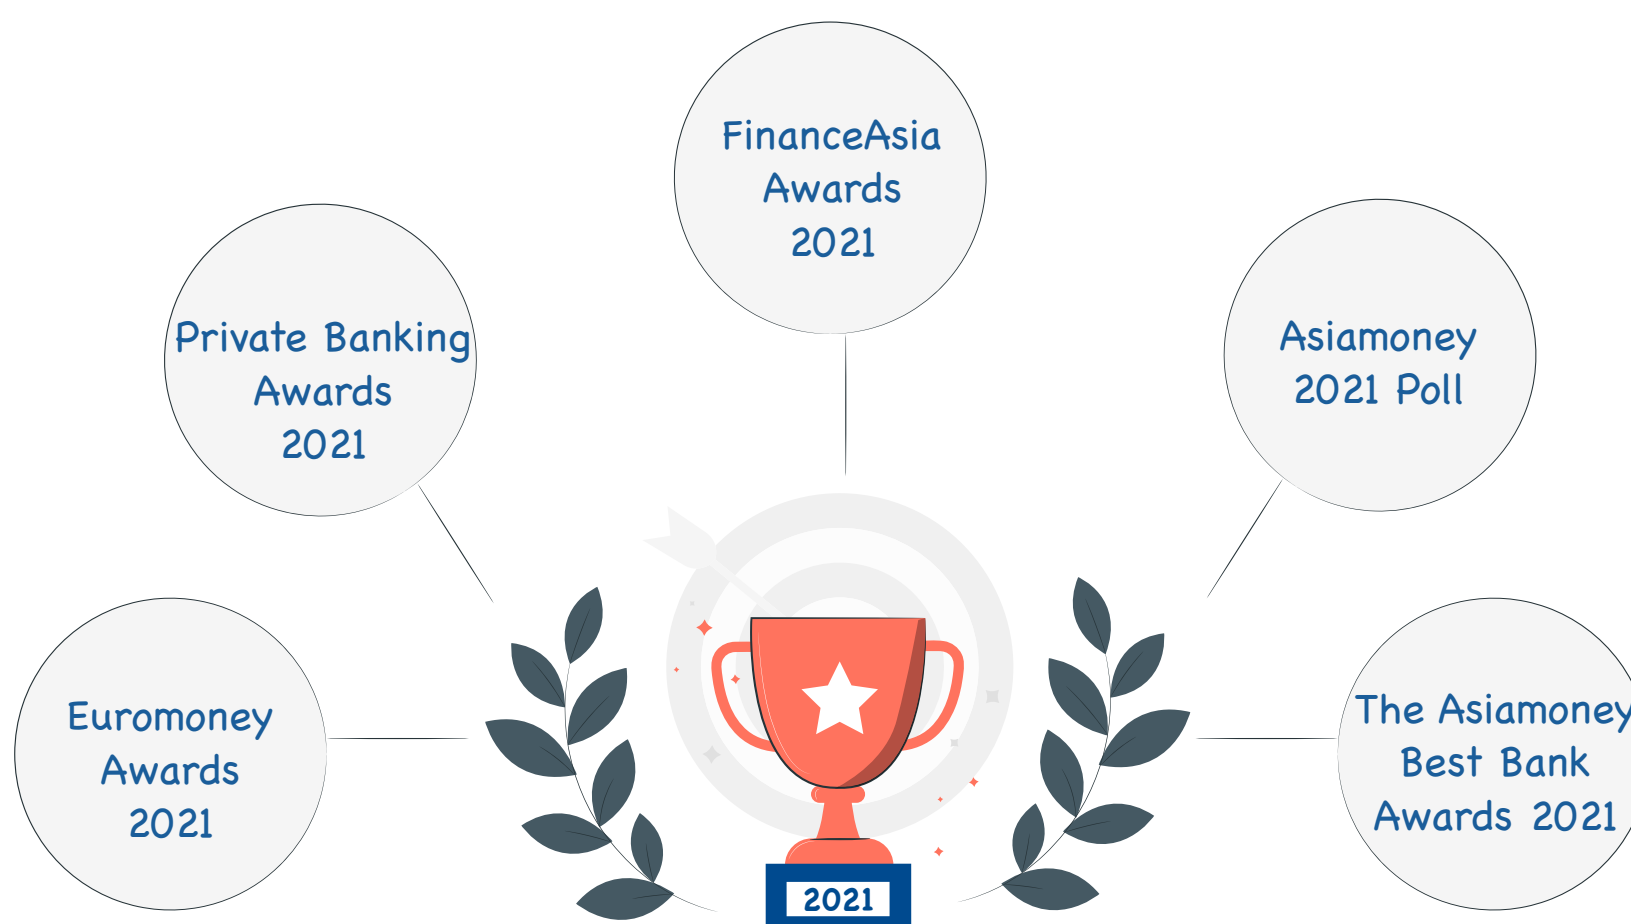 FinanceAsia
Awards
2021
Private Banking
Awards
2021
Asiamoney
2021 Poll
Euromoney
Awards
2021
The Asiamoney
Best Bank
Awards 2021
2021